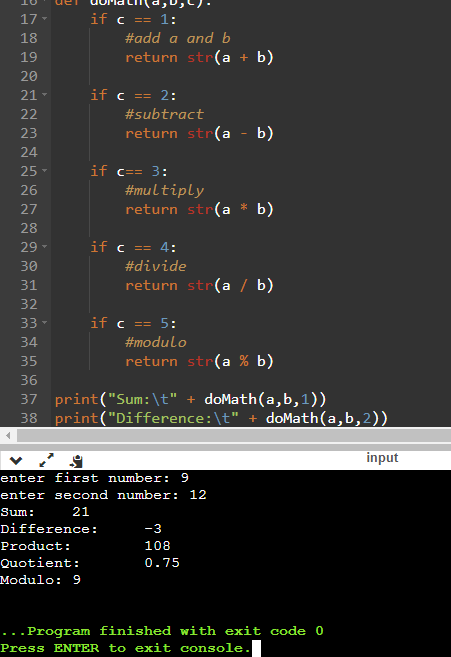 16 def doMath(a,b,c):
17 if c == 1:
18 #add a and b
19 return str(a + b)
20
21 if c == 2:
22 #subtract
23 return str(a - b)
24
25 if c== 3:
26 #multiply
27 return str(a * b)
28
29 if c == 4:
30 #divide
31 return str(a / b)
32
33 if c == 5:
34 #modulo
35 return str(a % b)
36
37 print("Sum:\t" + doMath(a,b,1))
38 print("Difference:\t" + doMath(a,b,2))
input
enter first number: 9
enter second number: 12
Sum: 21
Difference: -3
Product: 108
Quotient: 0.75
Modulo: 9
...Program finished with exit code 0
Press ENTER to exit console.